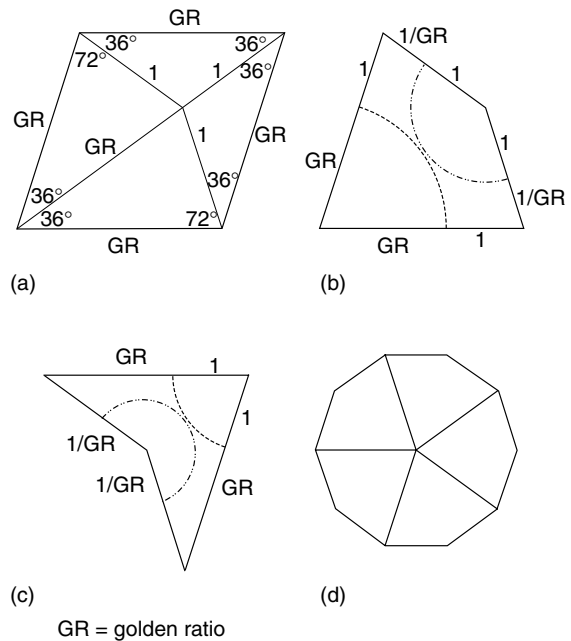 GR
36° 36°
72° 1 1 36°
GR GR 1 GR
36° 36°
36° 72°
GR
(a)
1/GR
1 1
1
GR
1/GR
GR 1
(b)
GR 1
1
1/GR
1/GR GR
(c)
(d)
GR = golden ratio